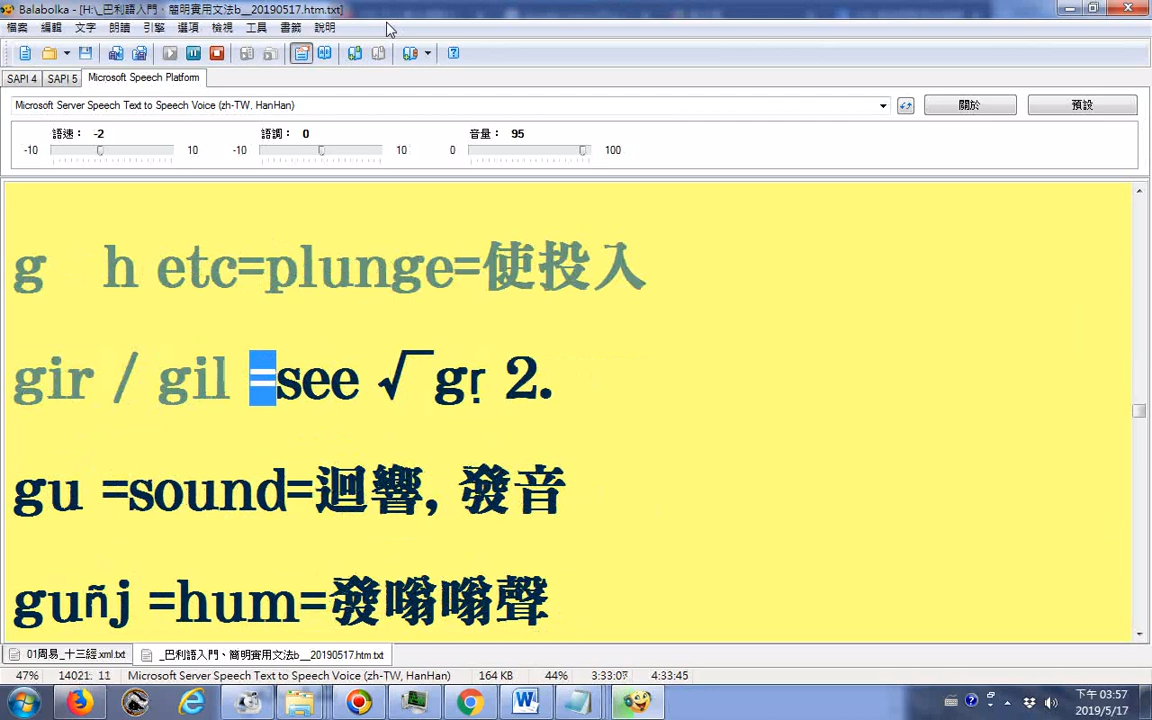 Balabolka - [H:\_巴利語入門、簡明實用文法b__20190517.htm.txt]
檔案 編輯 文字 朗讀 引擎 選項 檢視 工具 書籤 說明
SAPI 4 SAPI 5 Microsoft Speech Platform
Microsoft Server Speech Text to Speech Voice (zh-TW, HanHan) 關於 預設
語速： -2 語調： 0 音量： 95
-10 10 -10 10 0 100
g h etc=plunge=使投入
gir / gil =see √gṛ 2.
gu =sound=迴響, 發音
guñj =hum=發嗡嗡聲
01周易_十三經.xml.txt _巴利語入門、簡明實用文法b__20190517.htm.txt
47% 14021: 11 Microsoft Server Speech Text to Speech Voice (zh-TW, HanHan) 164 KB 44% 3:33:07 4:33:45
下午 03:57
2019/5/17